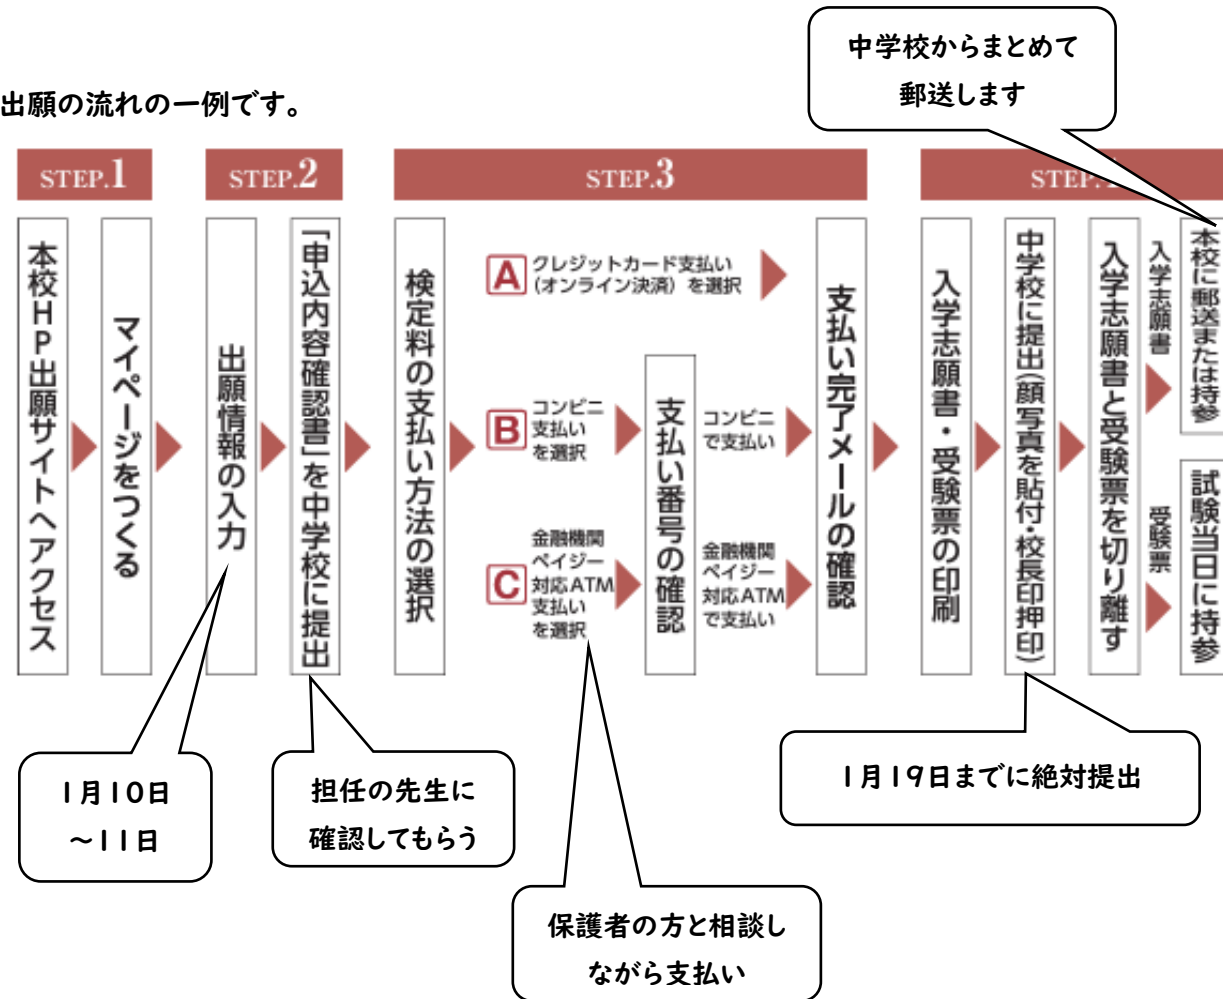 中学校からまとめて
郵送します
出願の流れの一例です。
STEP.1
本校HP出願サイトへアクセス
マイページをつくる
STEP.2
出願情報の入力
「申込内容確認書」を中学校に提出
STEP.3
検定料の支払い方法の選択
A
クレジットカード支払い
(オンライン決済)を選択
B
コンビニ
支払い
を選択
C
金融機関
ペイジー
対応ATM
支払い
を選択
支払い番号の確認
コンビニ
で支払い
金融機関
ペイジー
対応ATM
で支払い
支払い完了メールの確認
STEP.
入学志願書・受験票の印刷
中学校に提出(顔写真を貼付・校長印押印)
入学志願書と受験票を切り離す
入学志願書
本校に郵送または持参
受験票
試験当日に持参
1月10日
～11日
担任の先生に
確認してもらう
保護者の方と相談し
ながら支払い
1月19日までに絶対提出